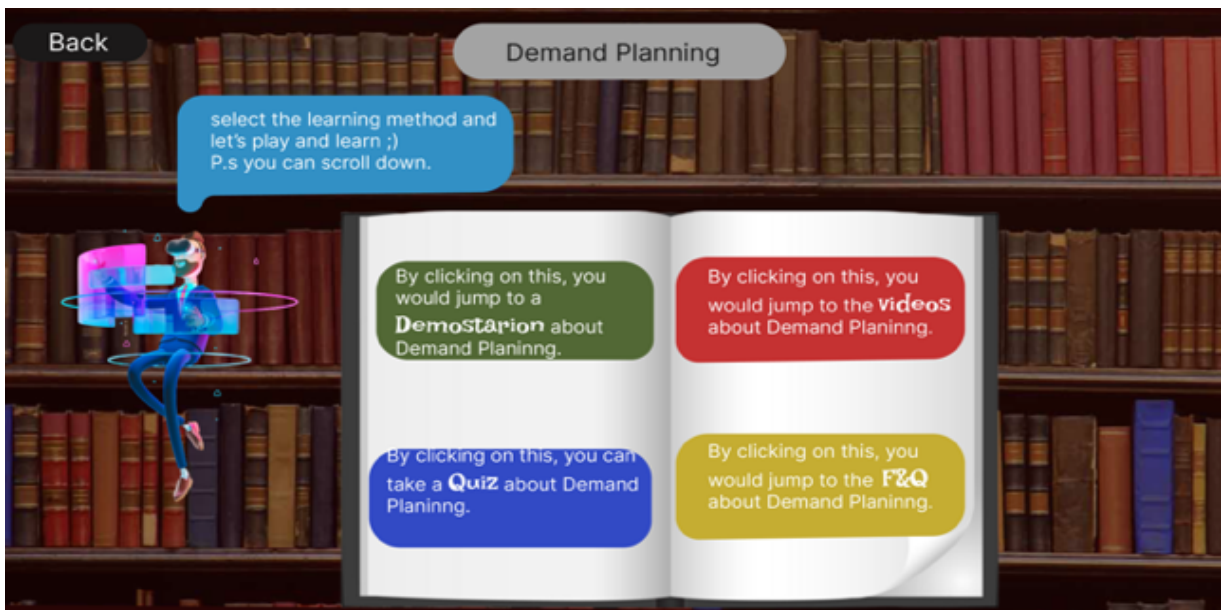 Back
Demand Planning
select the learning method and
let's play and learn ;)
P.s you can scroll down.
By clicking on this, you
would jump to a
Demostarion about
Demand Planinng.
By clicking on this, you
would jump to the videos
about Demand Planinng.
By clicking on this, you can
take a Quiz about Demand
Planinng.
By clicking on this, you
would jump to the F&Q
about Demand Planinng.